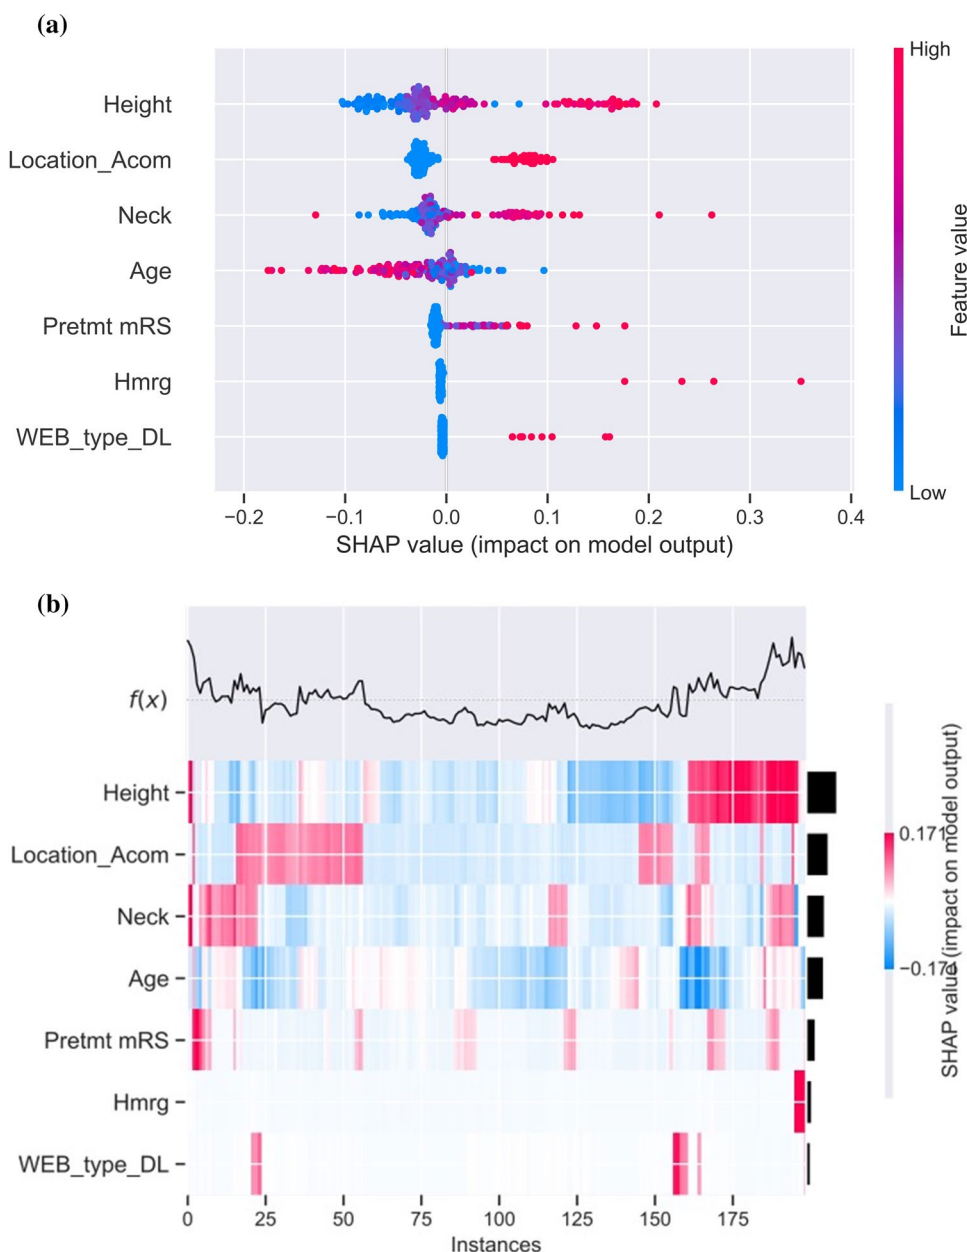 (a)
High
Height
Location_Acom
Neck
Age
Pretmt mRS
Hmrg
WEB_type_DL
Feature value
Low
−0.2 −0.1 0.0 0.1 0.2 0.3 0.4
SHAP value (impact on model output)
(b)
f(x)
Height
Location_Acom
Neck
Age
Pretmt mRS
Hmrg
WEB_type_DL
0.171
−0.171
SHAP value (impact on model output)
0 25 50 75 100 125 150 175
Instances